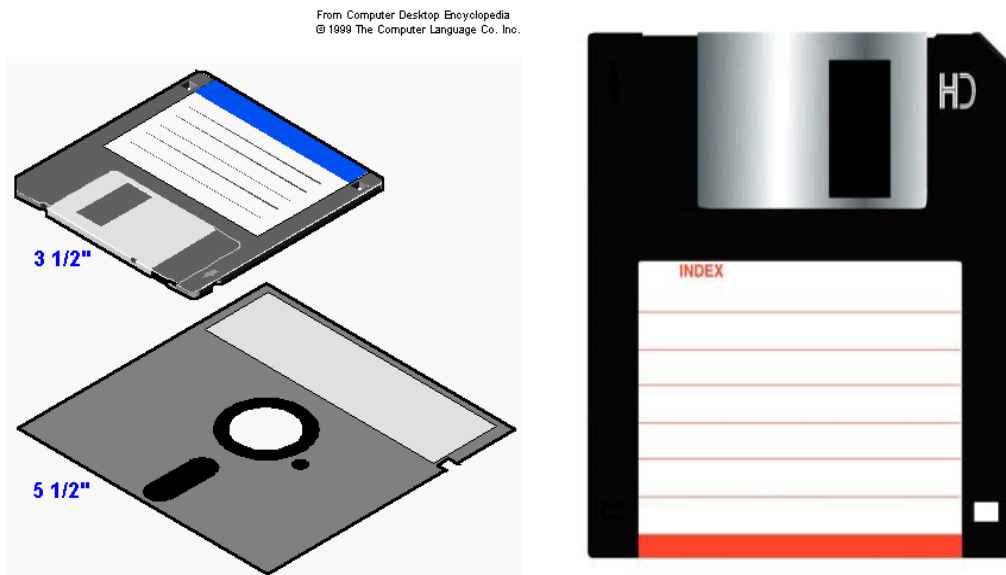 From Computer Desktop Encyclopedia
© 1999 The Computer Language Co. Inc.
3 1/2"
5 1/2"
HD
INDEX